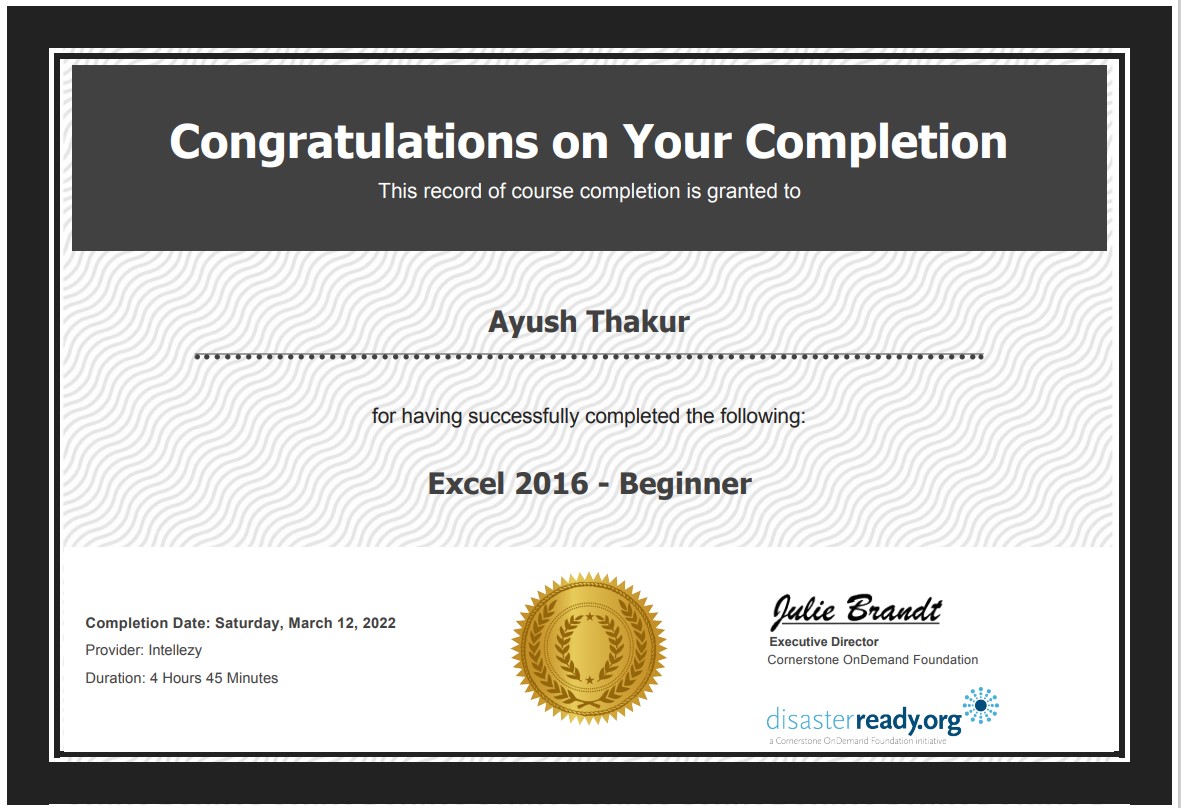 Congratulations on Your Completion
This record of course completion is granted to
Ayush Thakur
for having successfully completed the following:
Excel 2016 - Beginner
Completion Date: Saturday, March 12, 2022
Provider: Intellezy
Duration: 4 Hours 45 Minutes
Julie Brandt
Executive Director
Cornerstone OnDemand Foundation
disasterready.org
a Cornerstone OnDemand Foundation initiative